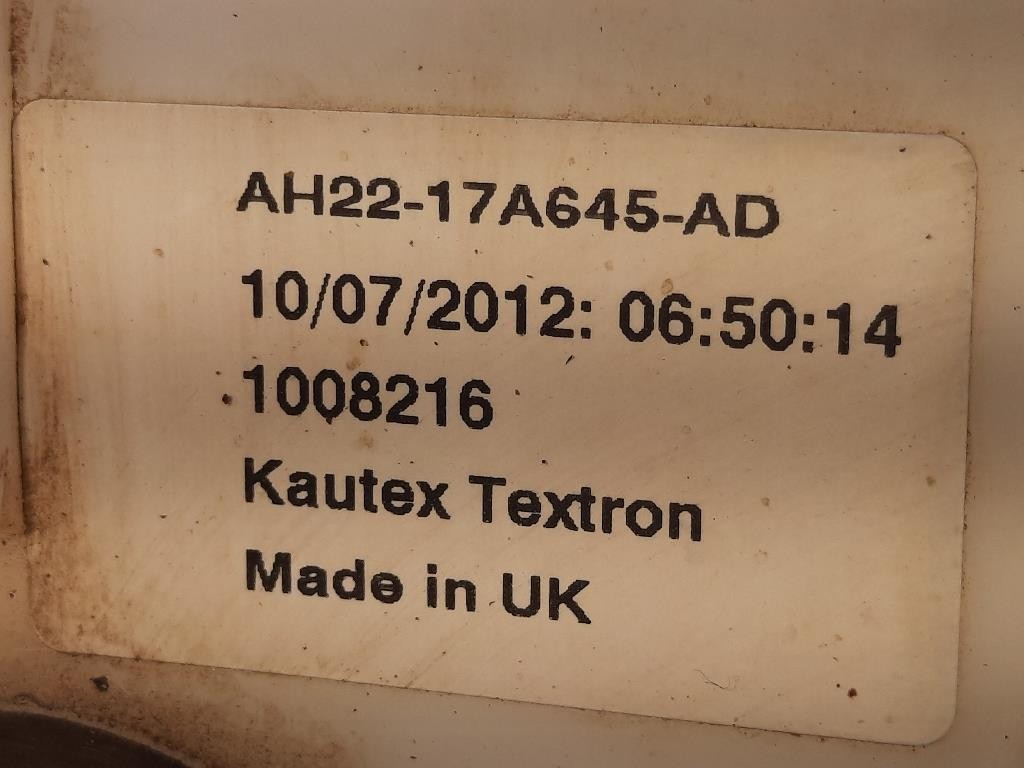 AH22-17A645-AD
10/07/2012: 06:50:14
1008216
Kautex Textron
Made in UK